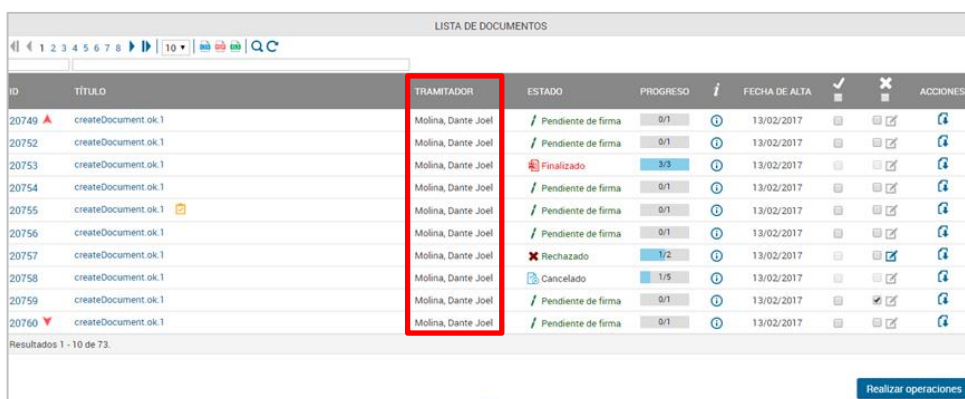 LISTA DE DOCUMENTOS
1 2 3 4 5 6 7 8 10
ID TÍTULO TRAMITADOR ESTADO PROGRESO i FECHA DE ALTA ACCIONES
20749 createDocument.ok.1 Molina, Dante Joel Pendiente de firma 0/1 13/02/2017
20752 createDocument.ok.1 Molina, Dante Joel Pendiente de firma 0/1 13/02/2017
20753 createDocument.ok.1 Molina, Dante Joel Finalizado 3/3 13/02/2017
20754 createDocument.ok.1 Molina, Dante Joel Pendiente de firma 0/1 13/02/2017
20755 createDocument.ok.1 Molina, Dante Joel Pendiente de firma 0/1 13/02/2017
20756 createDocument.ok.1 Molina, Dante Joel Pendiente de firma 0/1 13/02/2017
20757 createDocument.ok.1 Molina, Dante Joel Rechazado 1/2 13/02/2017
20758 createDocument.ok.1 Molina, Dante Joel Cancelado 1/5 13/02/2017
20759 createDocument.ok.1 Molina, Dante Joel Pendiente de firma 0/1 13/02/2017
20760 createDocument.ok.1 Molina, Dante Joel Pendiente de firma 0/1 13/02/2017
Resultados 1 - 10 de 73.
Realizar operaciones